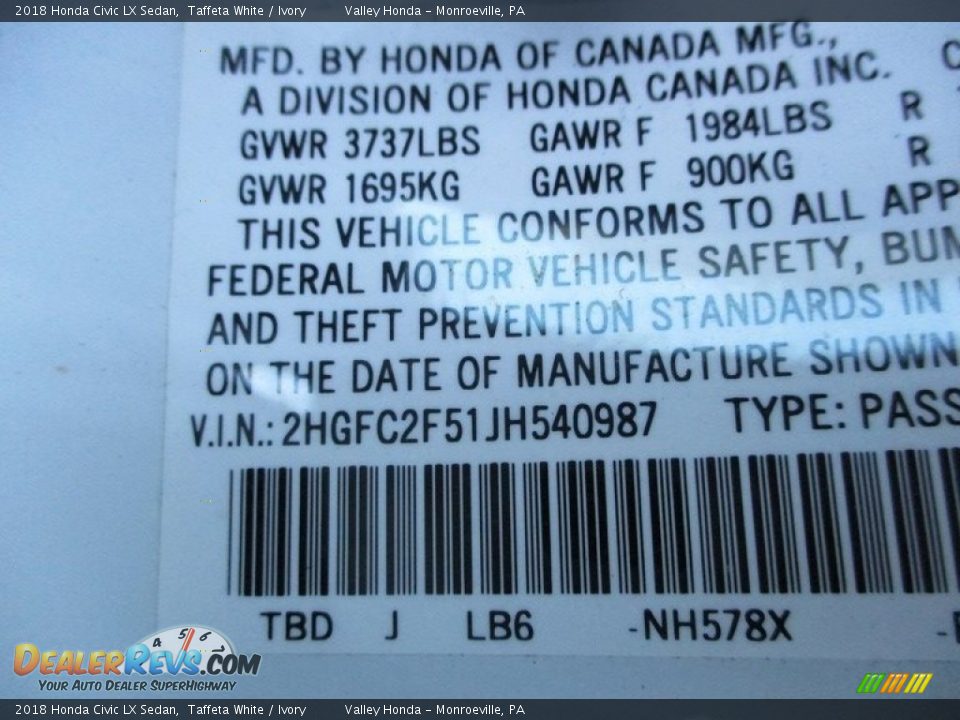 2018 Honda Civic LX Sedan, Taffeta White / Ivory Valley Honda - Monroeville, PA
MFD. BY HONDA OF CANADA MFG.,
A DIVISION OF HONDA CANADA INC. C
GVWR 3737LBS GAWR F 1984LBS R
GVWR 1695KG GAWR F 900KG R
THIS VEHICLE CONFORMS TO ALL APP
FEDERAL MOTOR VEHICLE SAFETY, BUM
AND THEFT PREVENTION STANDARDS IN
ON THE DATE OF MANUFACTURE SHOWN
V.I.N.: 2HGFC2F51JH540987 TYPE: PASS
TBD J LB6 -NH578X -
4 5 6
DEALERREVS.COM
YOUR AUTO DEALER SUPERHIGHWAY
2018 Honda Civic LX Sedan, Taffeta White / Ivory Valley Honda - Monroeville, PA